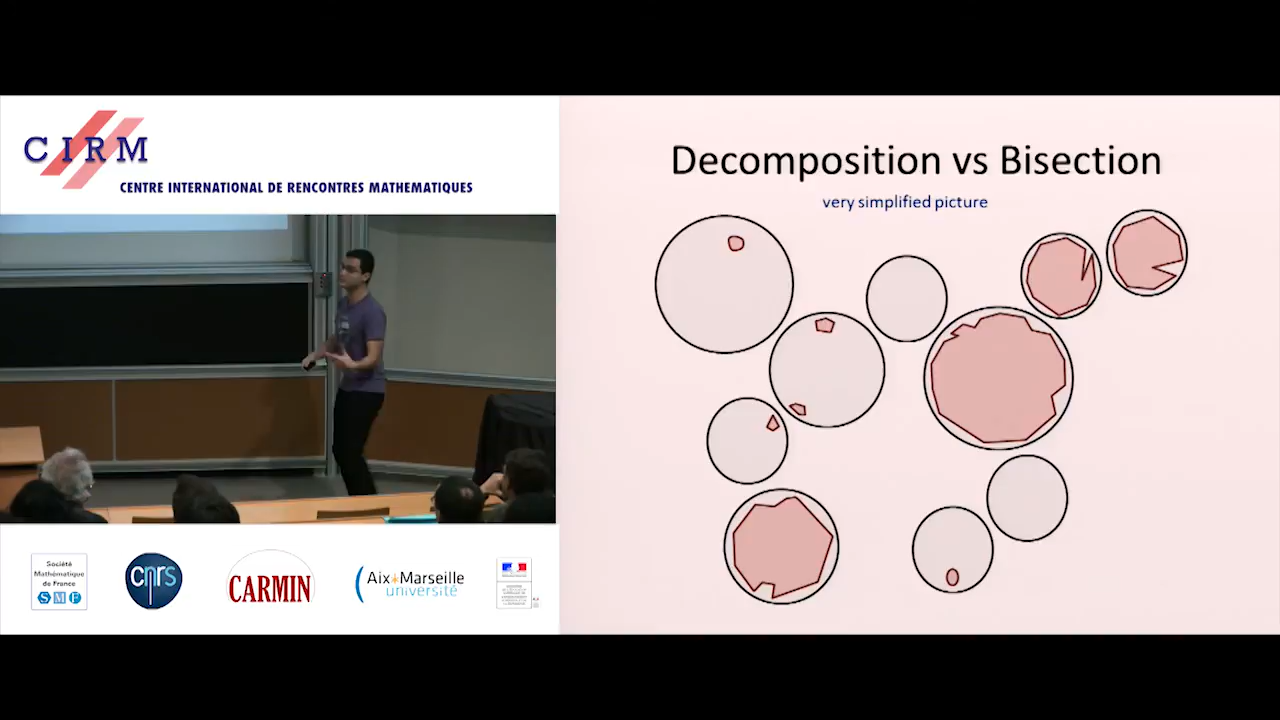 CIRM
CENTRE INTERNATIONAL DE RENCONTRES MATHEMATIQUES
Decomposition vs Bisection
very simplified picture
Société
Mathématique
de France
SMF
cnrs
CARMIN
Aix*Marseille
université